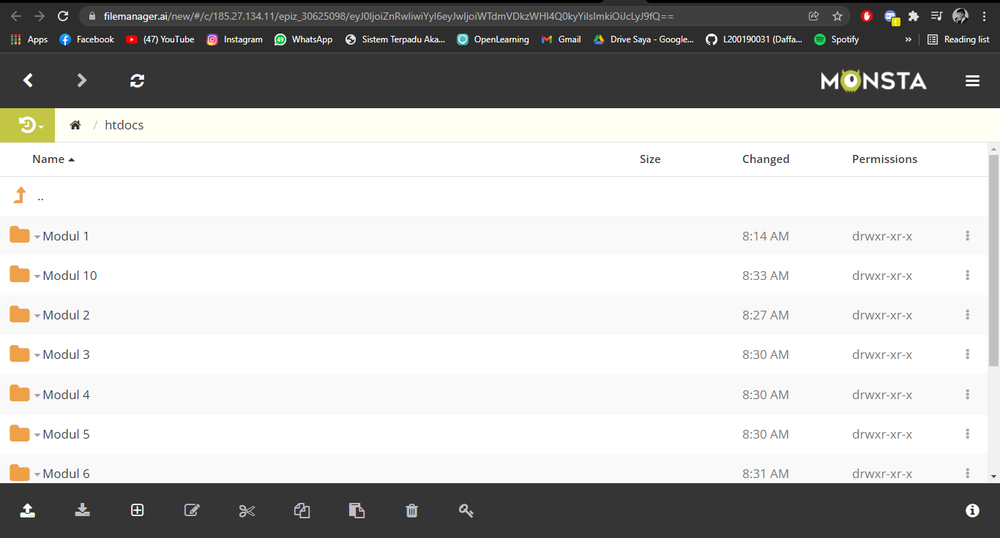 filemanager.ai/new/#/c/185.27.134.11/epiz_30625098/eyJ0IjoiZnRwIiwiYyI6eyJwIjoiWTdmVDkzWHI4Q0kyYiIsImkiOiJcLyJ9fQ==
Apps Facebook (47) YouTube Instagram 49 WhatsApp Sistem Terpadu Aka... OpenLearning Gmail Drive Saya - Google... L200190031 (Daffa... Spotify » Reading list
MONSTA
/ htdocs
Name Size Changed Permissions
..
Modul 1 8:14 AM drwxr-xr-x
Modul 10 8:33 AM drwxr-xr-x
Modul 2 8:27 AM drwxr-xr-x
Modul 3 8:30 AM drwxr-xr-x
Modul 4 8:30 AM drwxr-xr-x
Modul 5 8:30 AM drwxr-xr-x
Modul 6 8:31 AM drwxr-xr-x